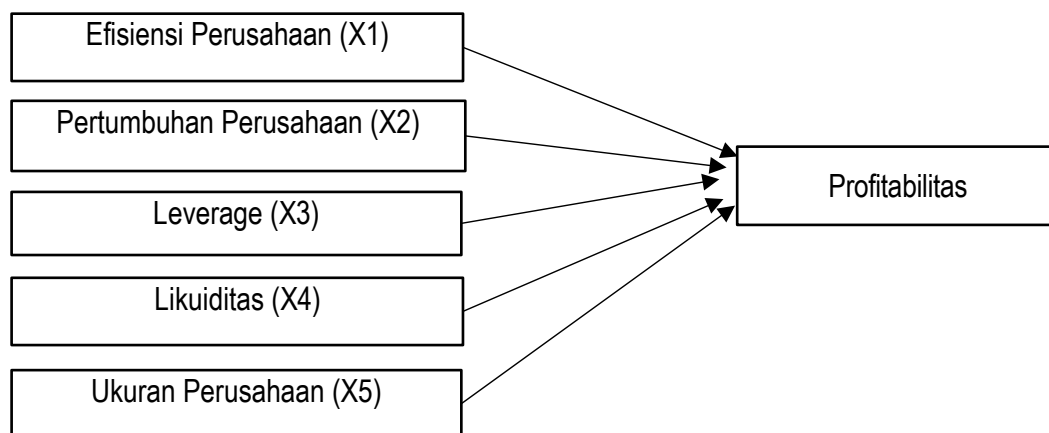 Efisiensi Perusahaan (X1)
Pertumbuhan Perusahaan (X2)
Leverage (X3)
Likuiditas (X4)
Ukuran Perusahaan (X5)
Profitabilitas